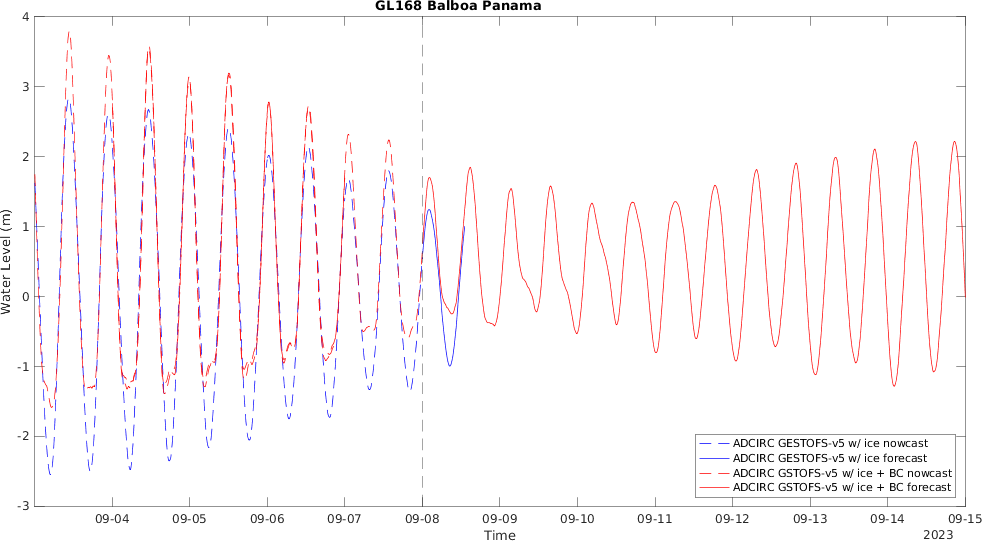 GL168 Balboa Panama
4
3
2
1
0
-1
-2
-3
Water Level (m)
ADCIRC GESTOFS-v5 w/ ice nowcast
ADCIRC GESTOFS-v5 w/ ice forecast
ADCIRC GSTOFS-v5 w/ ice + BC nowcast
ADCIRC GSTOFS-v5 w/ ice + BC forecast
09-04 09-05 09-06 09-07 09-08 09-09 09-10 09-11 09-12 09-13 09-14 09-15
Time
2023